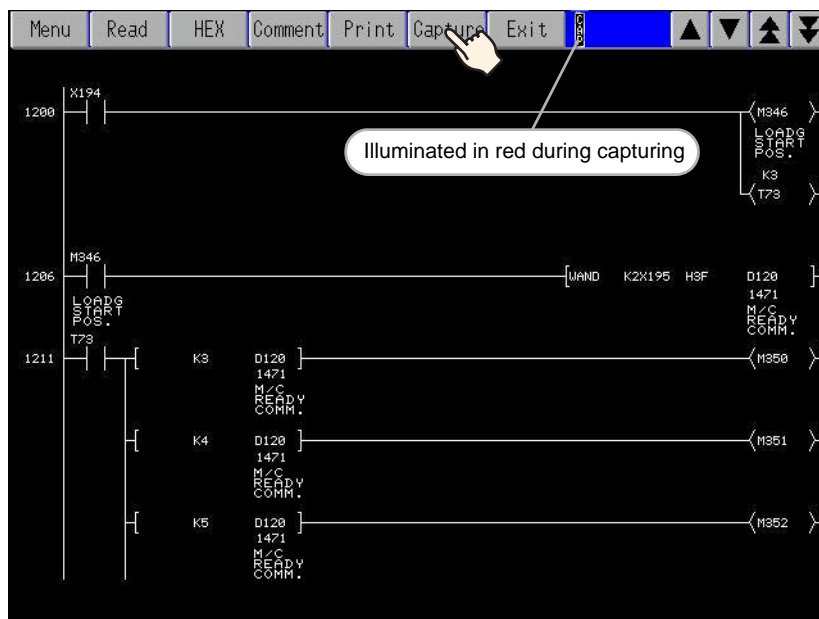 Menu Read HEX Comment Print Capture Exit CAP
X194
1200 M346
LOADG
START
POS.
K3
T73
Illuminated in red during capturing
M346
1206 WAND K2X195 H3F D120
LOADG
START
POS.
1471
M/C
READY
COMM.
T73
1211 K3 D120 M350
1471
M/C
READY
COMM.
K4 D120 M351
1471
M/C
READY
COMM.
K5 D120 M352
1471
M/C
READY
COMM.